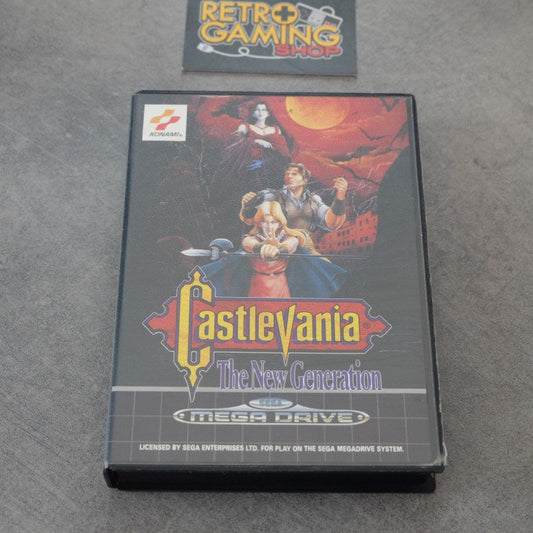 RETRO
GAMING
SHOP
KONAMI
CastleVania
The New Generation
SEGA
MEGA DRIVE
LICENSED BY SEGA ENTERPRISES LTD. FOR PLAY ON THE SEGA MEGADRIVE SYSTEM.